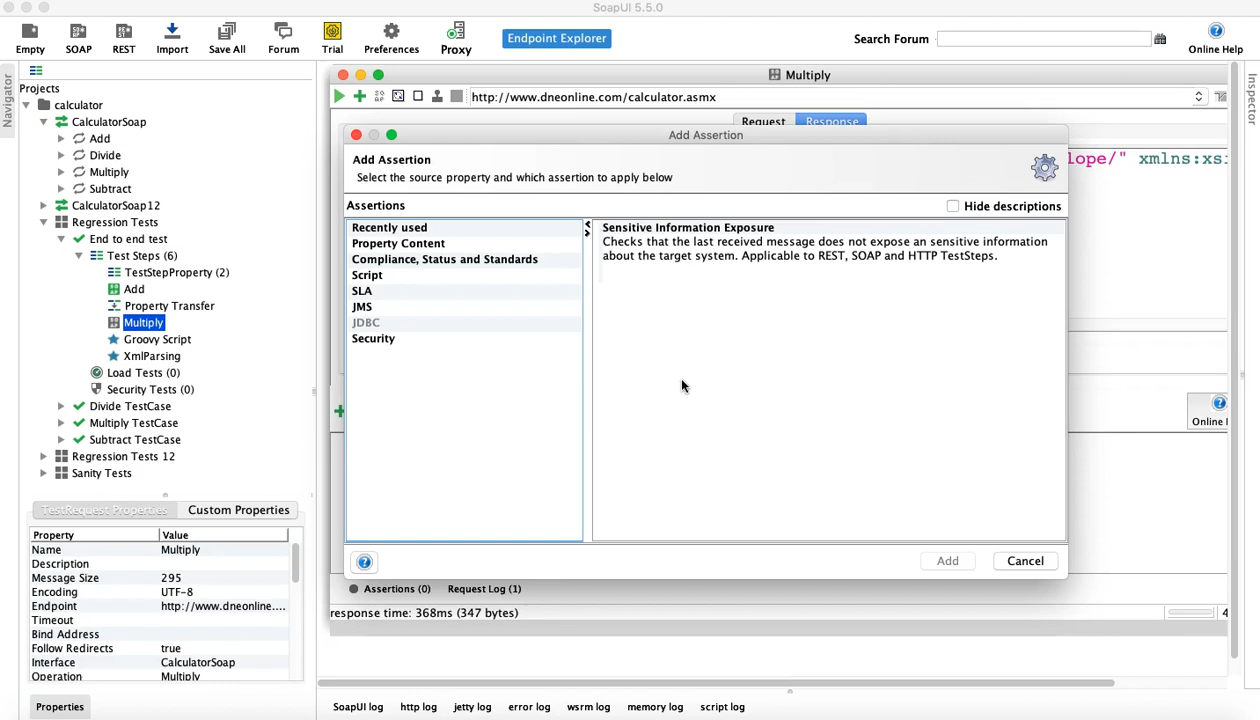 SoapUI 5.5.0
Empty
SOAP
REST
Import
Save All
Forum
Trial
Preferences
Proxy
Endpoint Explorer
Search Forum
Online Help
Navigator
Projects
calculator
CalculatorSoap
Add
Divide
Multiply
Subtract
CalculatorSoap12
Regression Tests
End to end test
Test Steps (6)
TestStepProperty (2)
Add
Property Transfer
Multiply
Groovy Script
XmlParsing
Load Tests (0)
Security Tests (0)
Divide TestCase
Multiply TestCase
Subtract TestCase
Regression Tests 12
Sanity Tests
TestRequest Properties Custom Properties
Property Value
Name Multiply
Description
Message Size 295
Encoding UTF-8
Endpoint http://www.dneonline....
Timeout
Bind Address
Follow Redirects true
Interface CalculatorSoap
Operation Multiply
Properties
Multiply
http://www.dneonline.com/calculator.asmx
Request Response
lope/" xmlns:xsi
Add Assertion
Add Assertion
Select the source property and which assertion to apply below
Assertions
Hide descriptions
Recently used
Property Content
Compliance, Status and Standards
Script
SLA
JMS
JDBC
Security
Sensitive Information Exposure
Checks that the last received message does not expose an sensitive information
about the target system. Applicable to REST, SOAP and HTTP TestSteps.
Add Cancel
Online
Assertions (0) Request Log (1)
response time: 368ms (347 bytes)
4
SoapUI log http log jetty log error log wsrm log memory log script log
Inspector